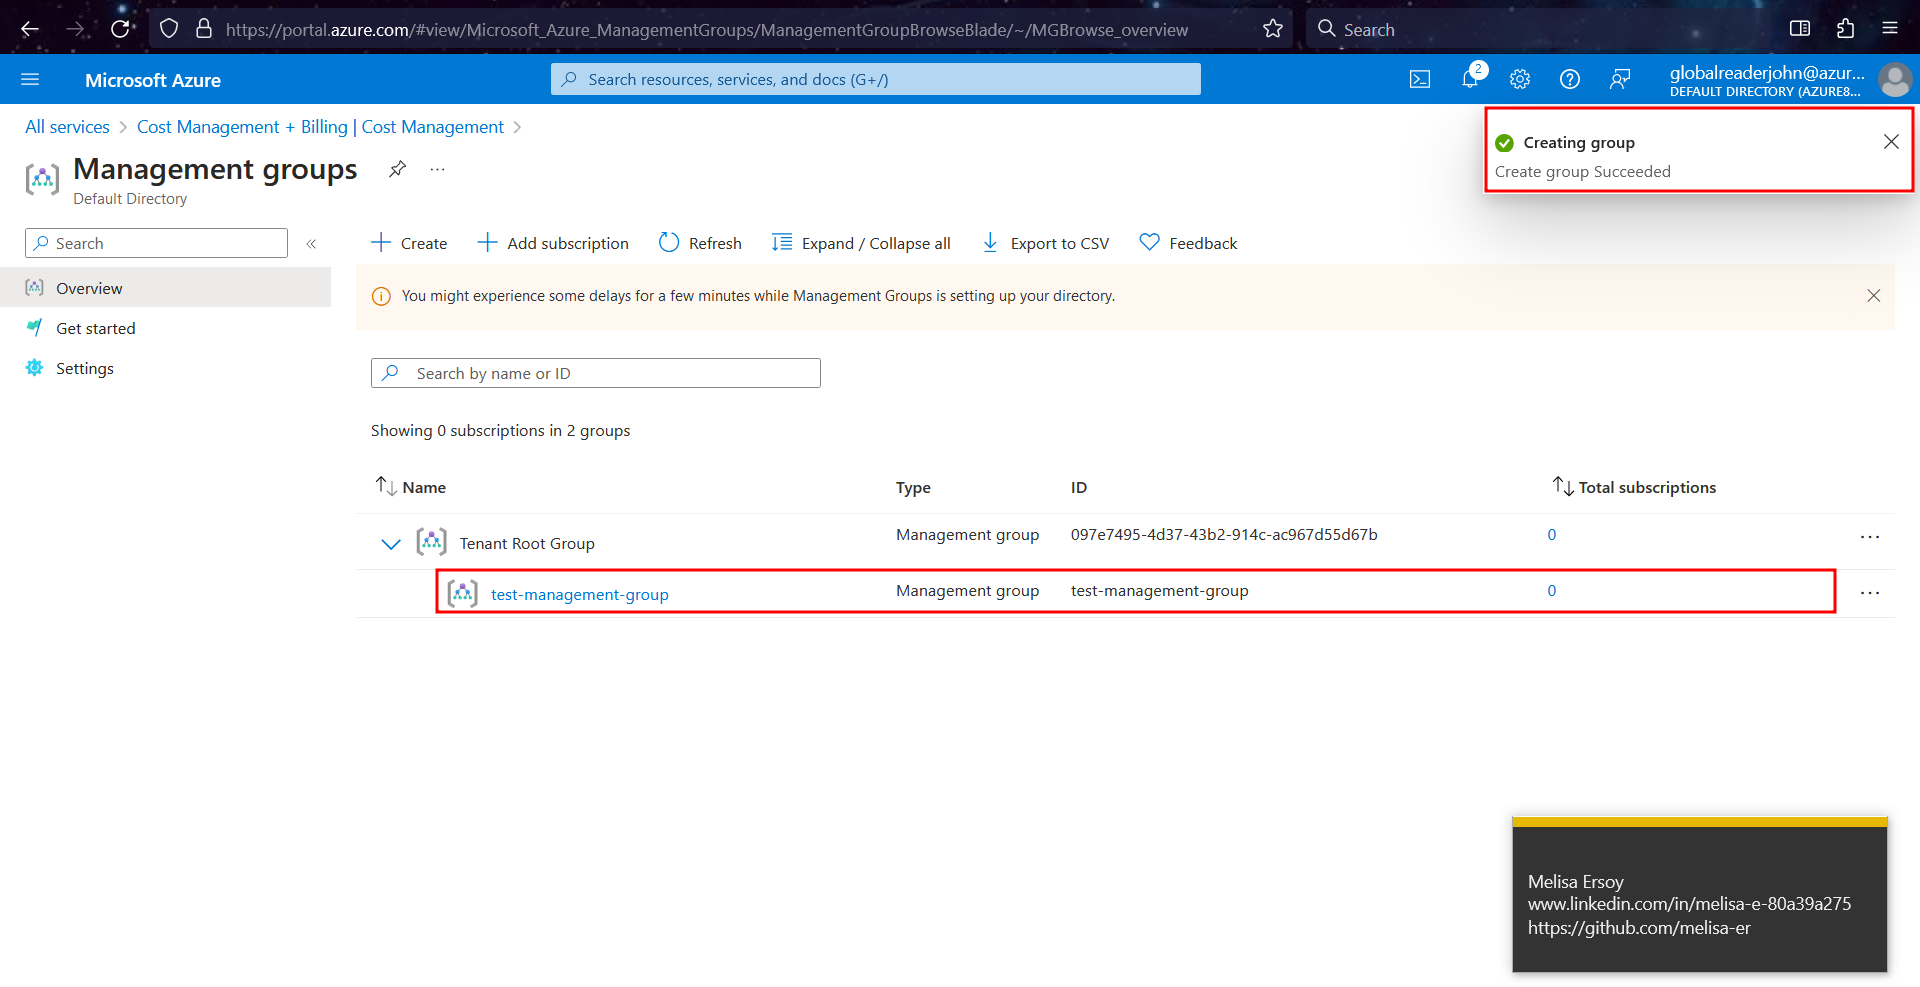 https://portal.azure.com/#view/Microsoft_Azure_ManagementGroups/ManagementGroupBrowseBlade/~/MGBrowse_overview
Search
Microsoft Azure
Search resources, services, and docs (G+/)
2
globalreaderjohn@azur...
DEFAULT DIRECTORY (AZURE8...
All services > Cost Management + Billing | Cost Management >
Creating group
Create group Succeeded
Management groups
...
Default Directory
Search
«
Create
Add subscription
Refresh
Expand / Collapse all
Export to CSV
Feedback
Overview
Get started
Settings
You might experience some delays for a few minutes while Management Groups is setting up your directory.
Search by name or ID
Showing 0 subscriptions in 2 groups
Name Type ID Total subscriptions
Tenant Root Group Management group 097e7495-4d37-43b2-914c-ac967d55d67b 0 ...
test-management-group Management group test-management-group 0 ...
Melisa Ersoy
www.linkedin.com/in/melisa-e-80a39a275
https://github.com/melisa-er